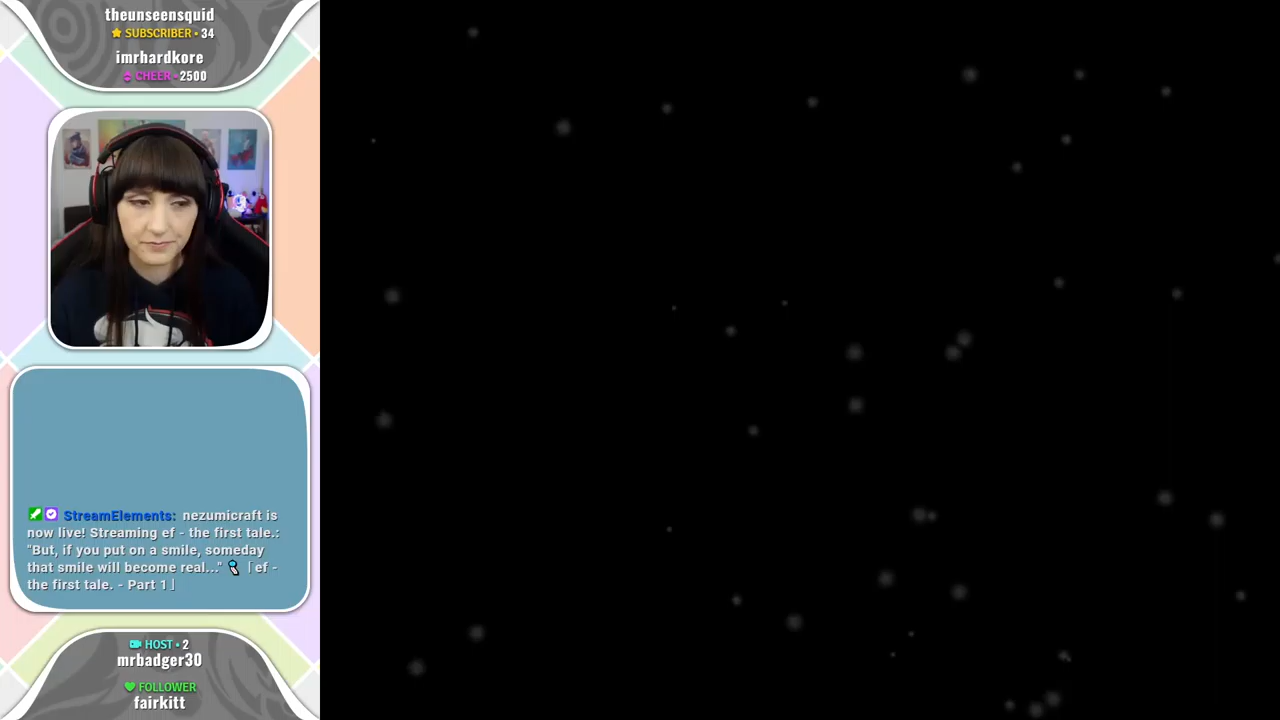 theunseensquid
SUBSCRIBER • 34
imrhardkore
CHEER • 2500
StreamElements: nezumicraft is
now live! Streaming ef - the first tale.:
"But, if you put on a smile, someday
that smile will become real..." | ef -
the first tale. - Part 1 |
HOST • 2
mrbadger30
FOLLOWER
fairkitt